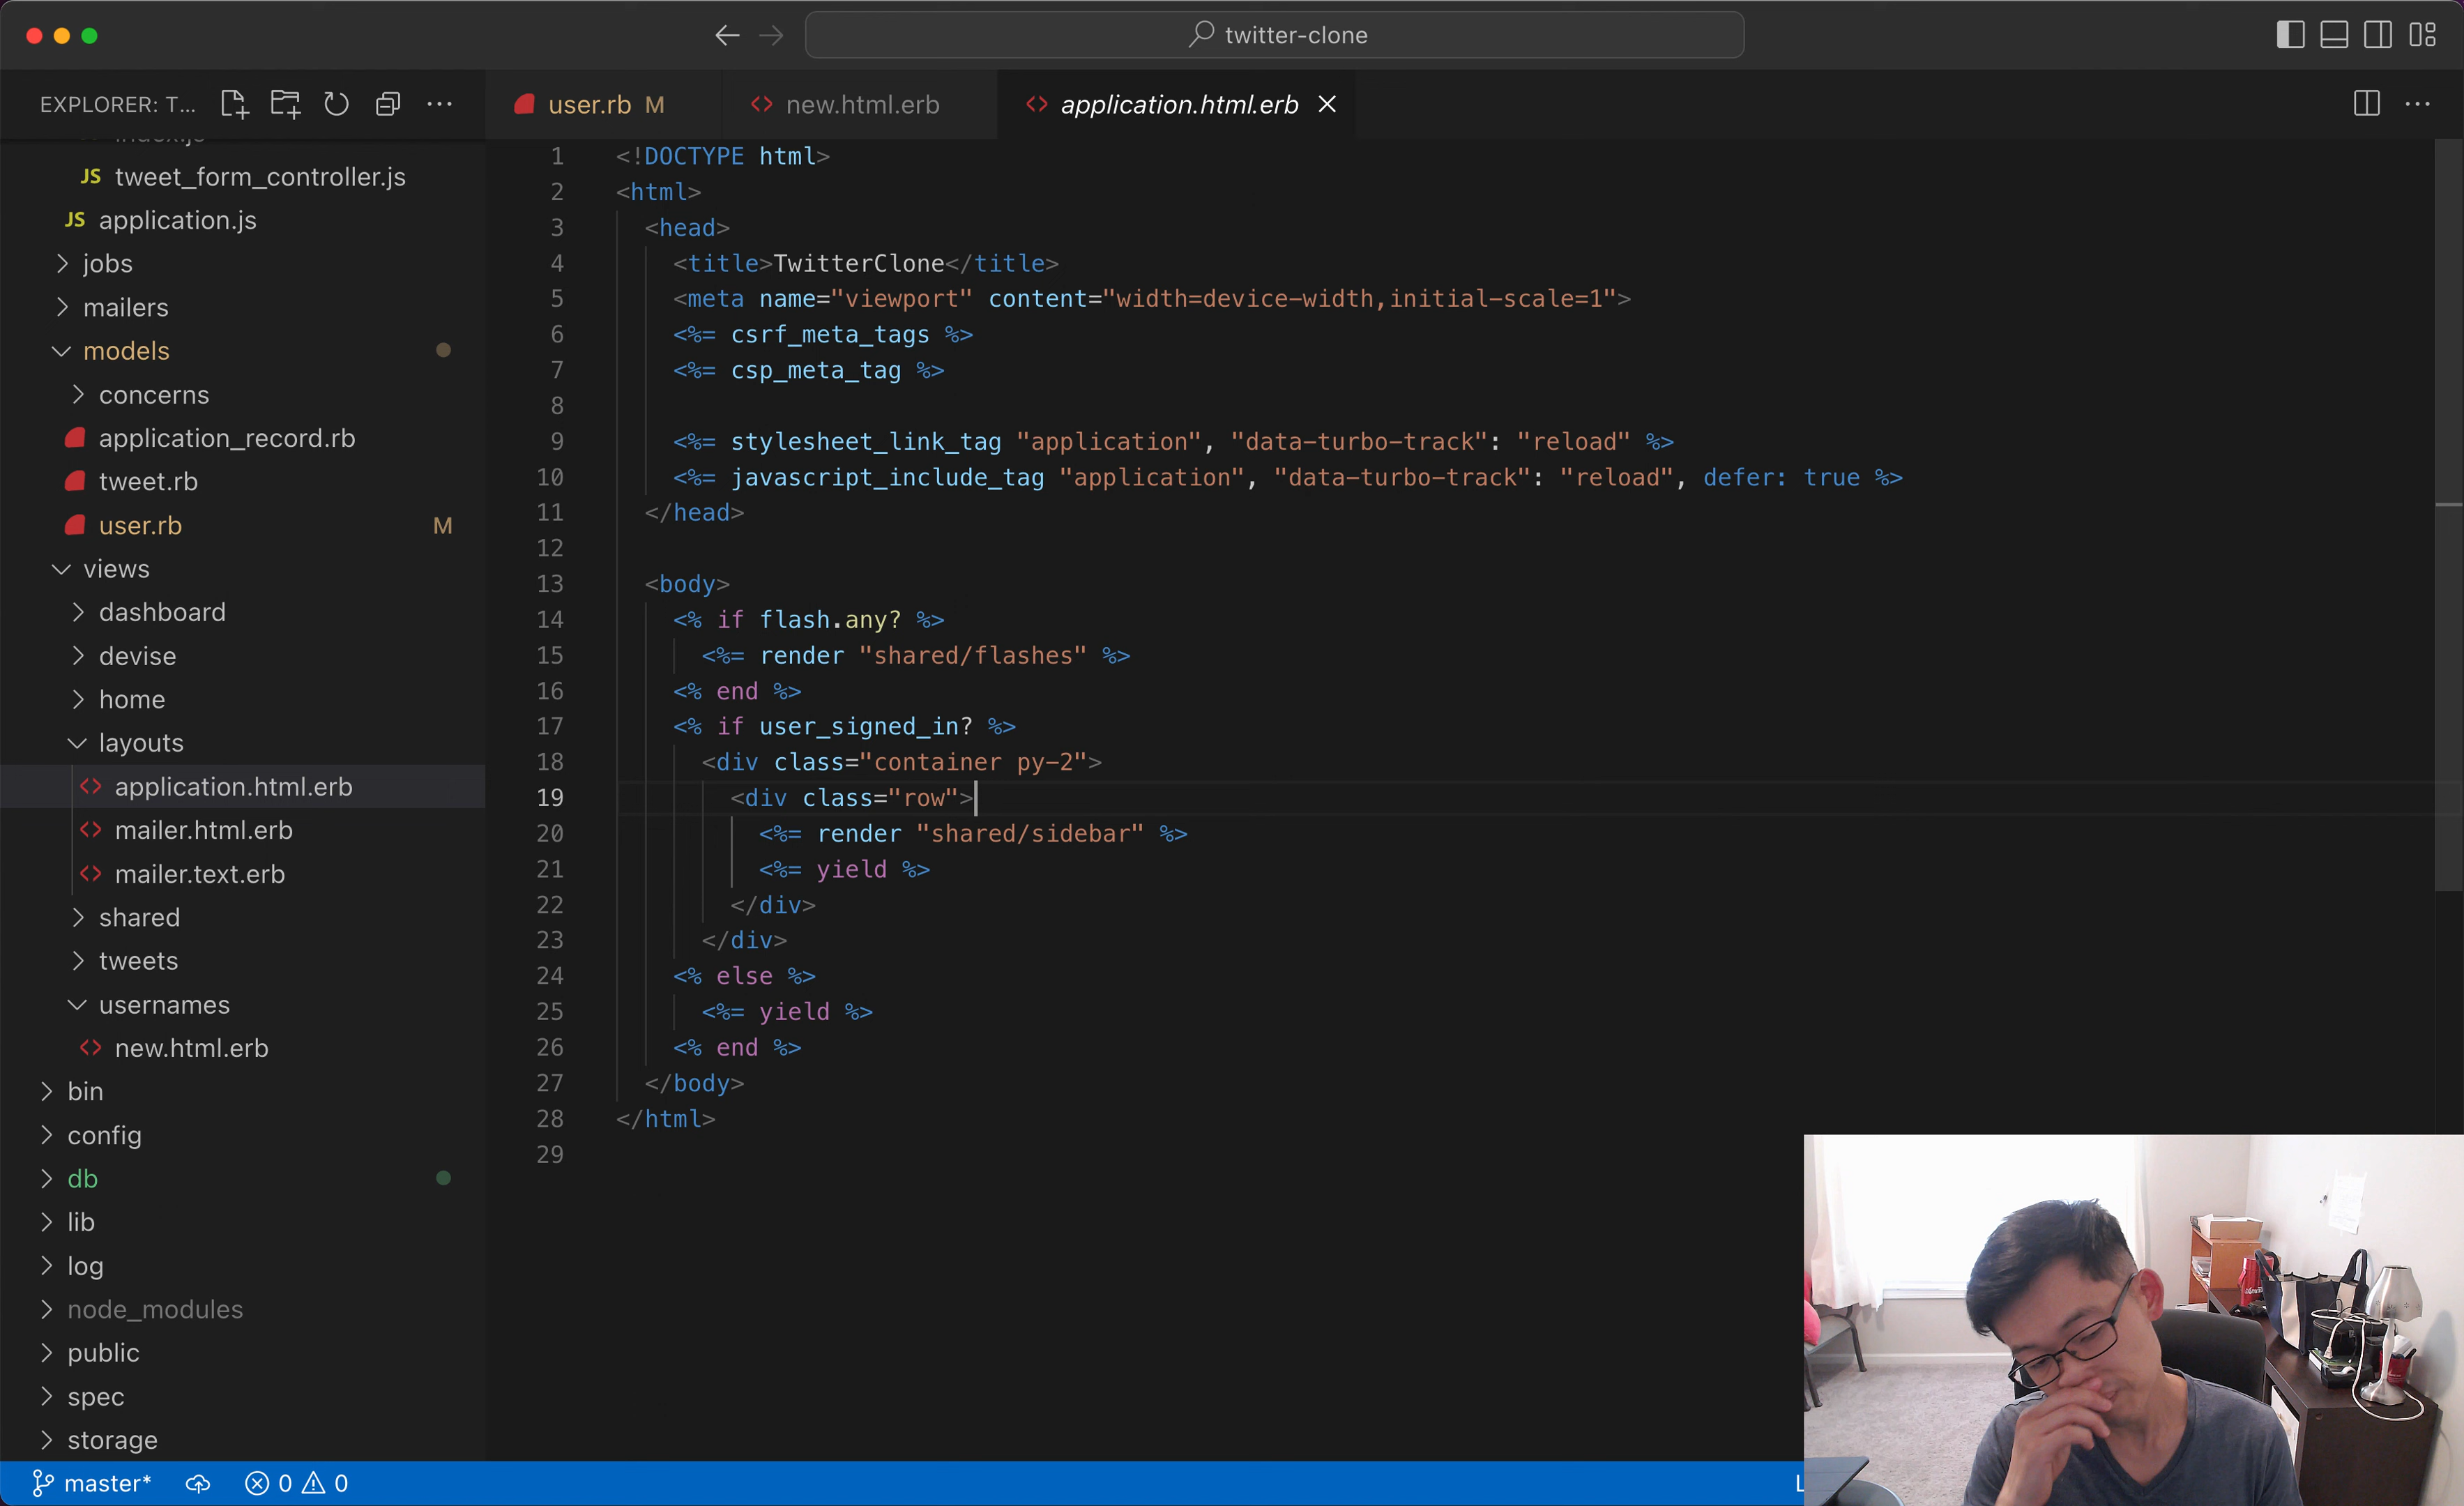 twitter-clone
EXPLORER: T...
user.rb M
new.html.erb
application.html.erb
index.js
JS tweet_form_controller.js
JS application.js
jobs
mailers
models
concerns
application_record.rb
tweet.rb
user.rb M
views
dashboard
devise
home
layouts
application.html.erb
mailer.html.erb
mailer.text.erb
shared
tweets
usernames
new.html.erb
bin
config
db
lib
log
node_modules
public
spec
storage
1 <!DOCTYPE html>
2 <html>
3 <head>
4 <title>TwitterClone</title>
5 <meta name="viewport" content="width=device-width,initial-scale=1">
6 <%= csrf_meta_tags %>
7 <%= csp_meta_tag %>
8
9 <%= stylesheet_link_tag "application", "data-turbo-track": "reload" %>
10 <%= javascript_include_tag "application", "data-turbo-track": "reload", defer: true %>
11 </head>
12
13 <body>
14 <% if flash.any? %>
15 <%= render "shared/flashes" %>
16 <% end %>
17 <% if user_signed_in? %>
18 <div class="container py-2">
19 <div class="row">
20 <%= render "shared/sidebar" %>
21 <%= yield %>
22 </div>
23 </div>
24 <% else %>
25 <%= yield %>
26 <% end %>
27 </body>
28 </html>
29
master* 0 0